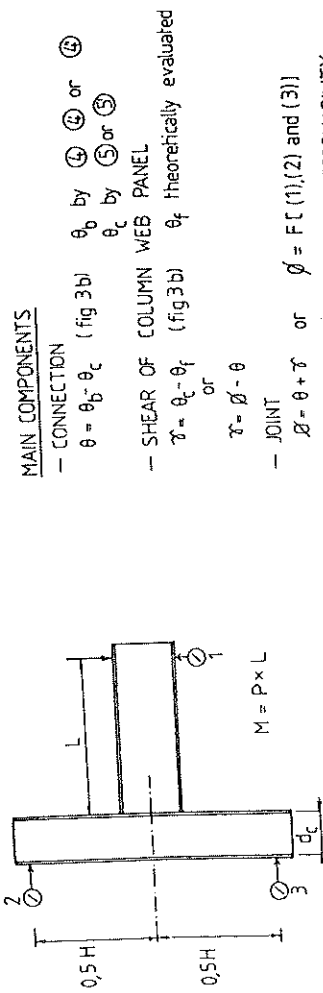 MAIN COMPONENTS
— CONNECTION
θ = θb - θc (fig 3b) θb by ④ ④ or ④
θc by ⑤ or ⑤
— SHEAR OF COLUMN WEB PANEL
γ = θc - θf (fig 3b) θf theoretically evaluated
or
γ = Ø - θ
— JOINT
Ø = θ + γ or Ø = F[(1),(2) and (3)]
L
1
M = P × L
2
3
dc
0,5H
0,5H